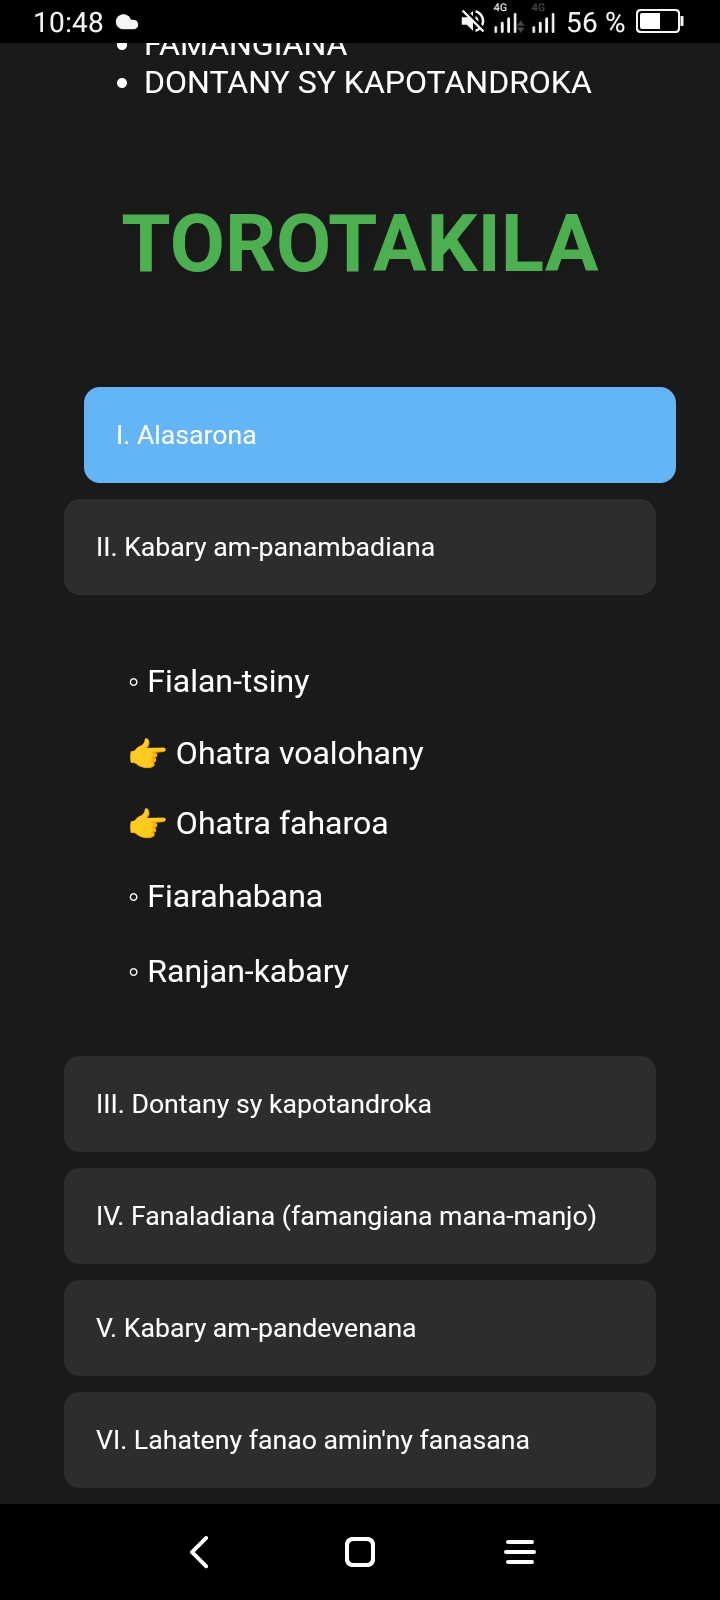 10:48
4G 4G 56 %
• FAMANGIANA
• DONTANY SY KAPOTANDROKA
TOROTAKILA
I. Alasarona
II. Kabary am-panambadiana
◦ Fialan-tsiny
👉 Ohatra voalohany
👉 Ohatra faharoa
◦ Fiarahabana
◦ Ranjan-kabary
III. Dontany sy kapotandroka
IV. Fanaladiana (famangiana mana-manjo)
V. Kabary am-pandevenana
VI. Lahateny fanao amin'ny fanasana